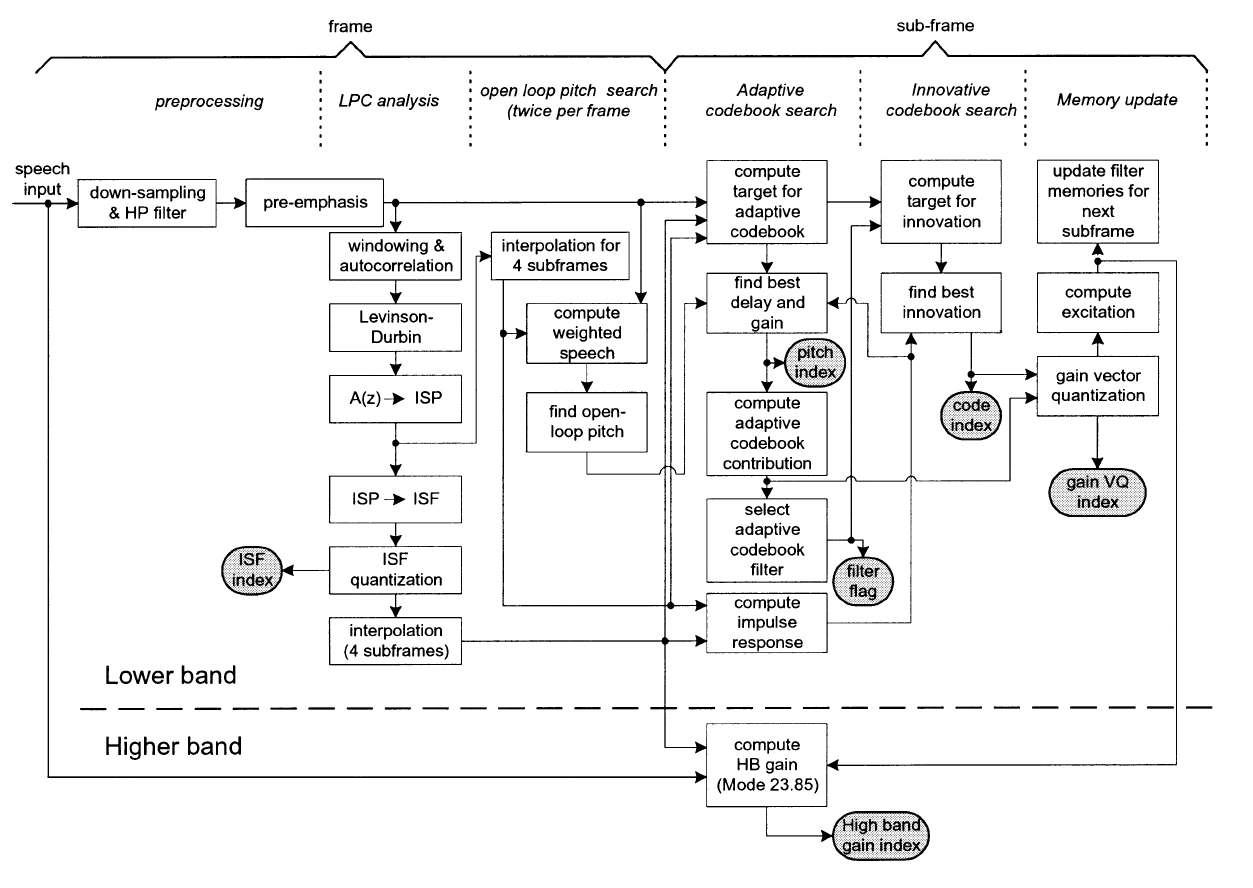 frame
sub-frame
preprocessing
LPC analysis
open loop pitch search
(twice per frame
Adaptive
codebook search
Innovative
codebook search
Memory update
speech
input
down-sampling
& HP filter
pre-emphasis
windowing &
autocorrelation
Levinson-
Durbin
A(z) → ISP
ISP → ISF
ISF
quantization
ISF
index
interpolation
(4 subframes)
interpolation for
4 subframes
compute
weighted
speech
find open-
loop pitch
compute
target for
adaptive
codebook
find best
delay and
gain
pitch
index
compute
adaptive
codebook
contribution
select
adaptive
codebook
filter
filter
flag
compute
impulse
response
compute
target for
innovation
find best
innovation
code
index
update filter
memories for
next
subframe
compute
excitation
gain vector
quantization
gain VQ
index
Lower band
Higher band
compute
HB gain
(Mode 23.85)
High band
gain index